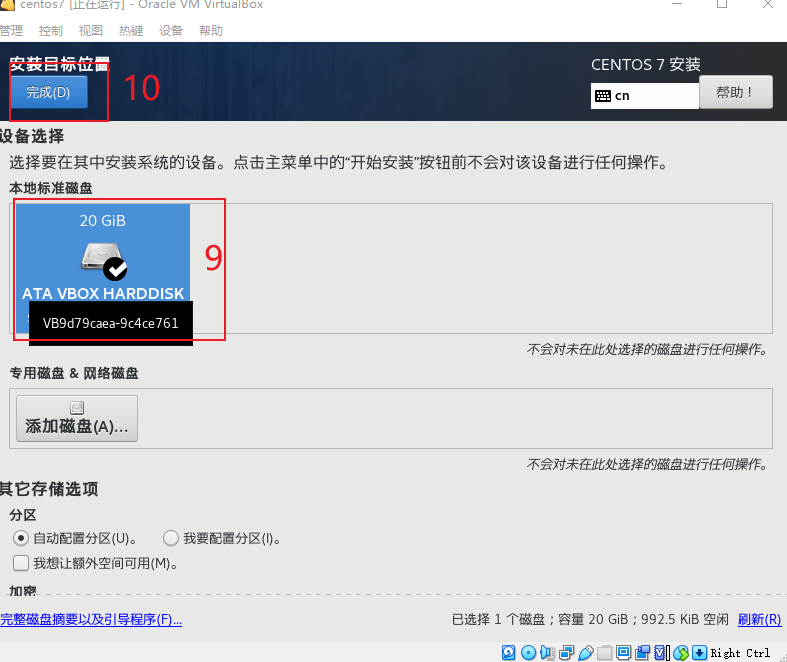 centos7 [正在运行] - Oracle VM VirtualBox
管理 控制 视图 热键 设备 帮助
安装目标位置
CENTOS 7 安装
完成(D)
10
cn
帮助！
设备选择
选择要在其中安装系统的设备。点击主菜单中的“开始安装”按钮前不会对该设备进行任何操作。
本地标准磁盘
20 GiB
9
ATA VBOX HARDDISK
VB9d79caea-9c4ce761
不会对未在此处选择的磁盘进行任何操作。
专用磁盘 & 网络磁盘
添加磁盘(A)...
不会对未在此处选择的磁盘进行任何操作。
其它存储选项
分区
自动配置分区(U)。 我要配置分区(I)。
我想让额外空间可用(M)。
加密
完整磁盘摘要以及引导程序(F)...
已选择 1 个磁盘；容量 20 GiB；992.5 KiB 空闲 刷新(R)
Right Ctrl